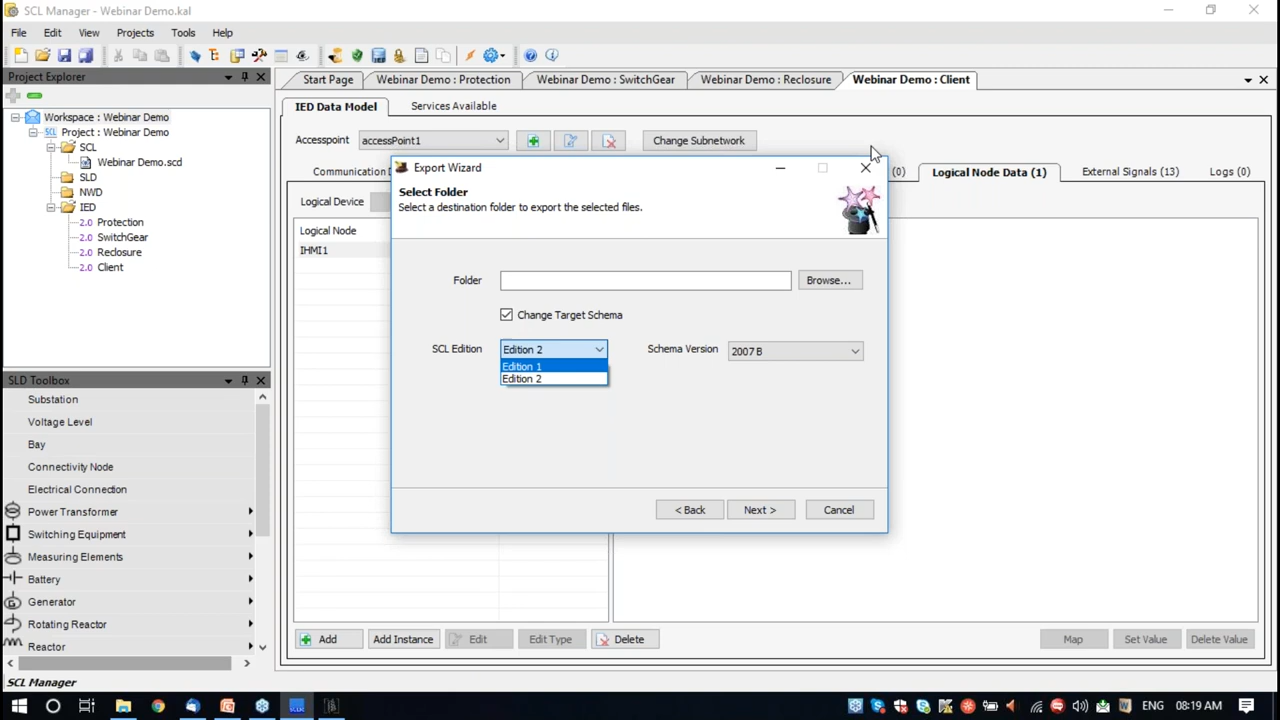 SCL Manager - Webinar Demo.kal
File Edit View Projects Tools Help
Project Explorer
Start Page
Webinar Demo : Protection
Webinar Demo : SwitchGear
Webinar Demo : Reclosure
Webinar Demo : Client
Workspace : Webinar Demo
SCL Project : Webinar Demo
SCL
Webinar Demo.scd
SLD
NWD
IED
2.0 Protection
2.0 SwitchGear
2.0 Reclosure
2.0 Client
IED Data Model
Services Available
Accesspoint accessPoint1 Change Subnetwork
Communication
(0)
Logical Node Data (1)
External Signals (13)
Logs (0)
Logical Device
Logical Node
IHMI1
Export Wizard
Select Folder
Select a destination folder to export the selected files.
Folder Browse...
Change Target Schema
SCL Edition Edition 2 Schema Version 2007 B
Edition 1
Edition 2
< Back Next > Cancel
SLD Toolbox
Substation
Voltage Level
Bay
Connectivity Node
Electrical Connection
Power Transformer
Switching Equipment
Measuring Elements
Battery
Generator
Rotating Reactor
Reactor
Add Add Instance Edit Edit Type Delete Map Set Value Delete Value
SCL Manager
ENG 08:19 AM